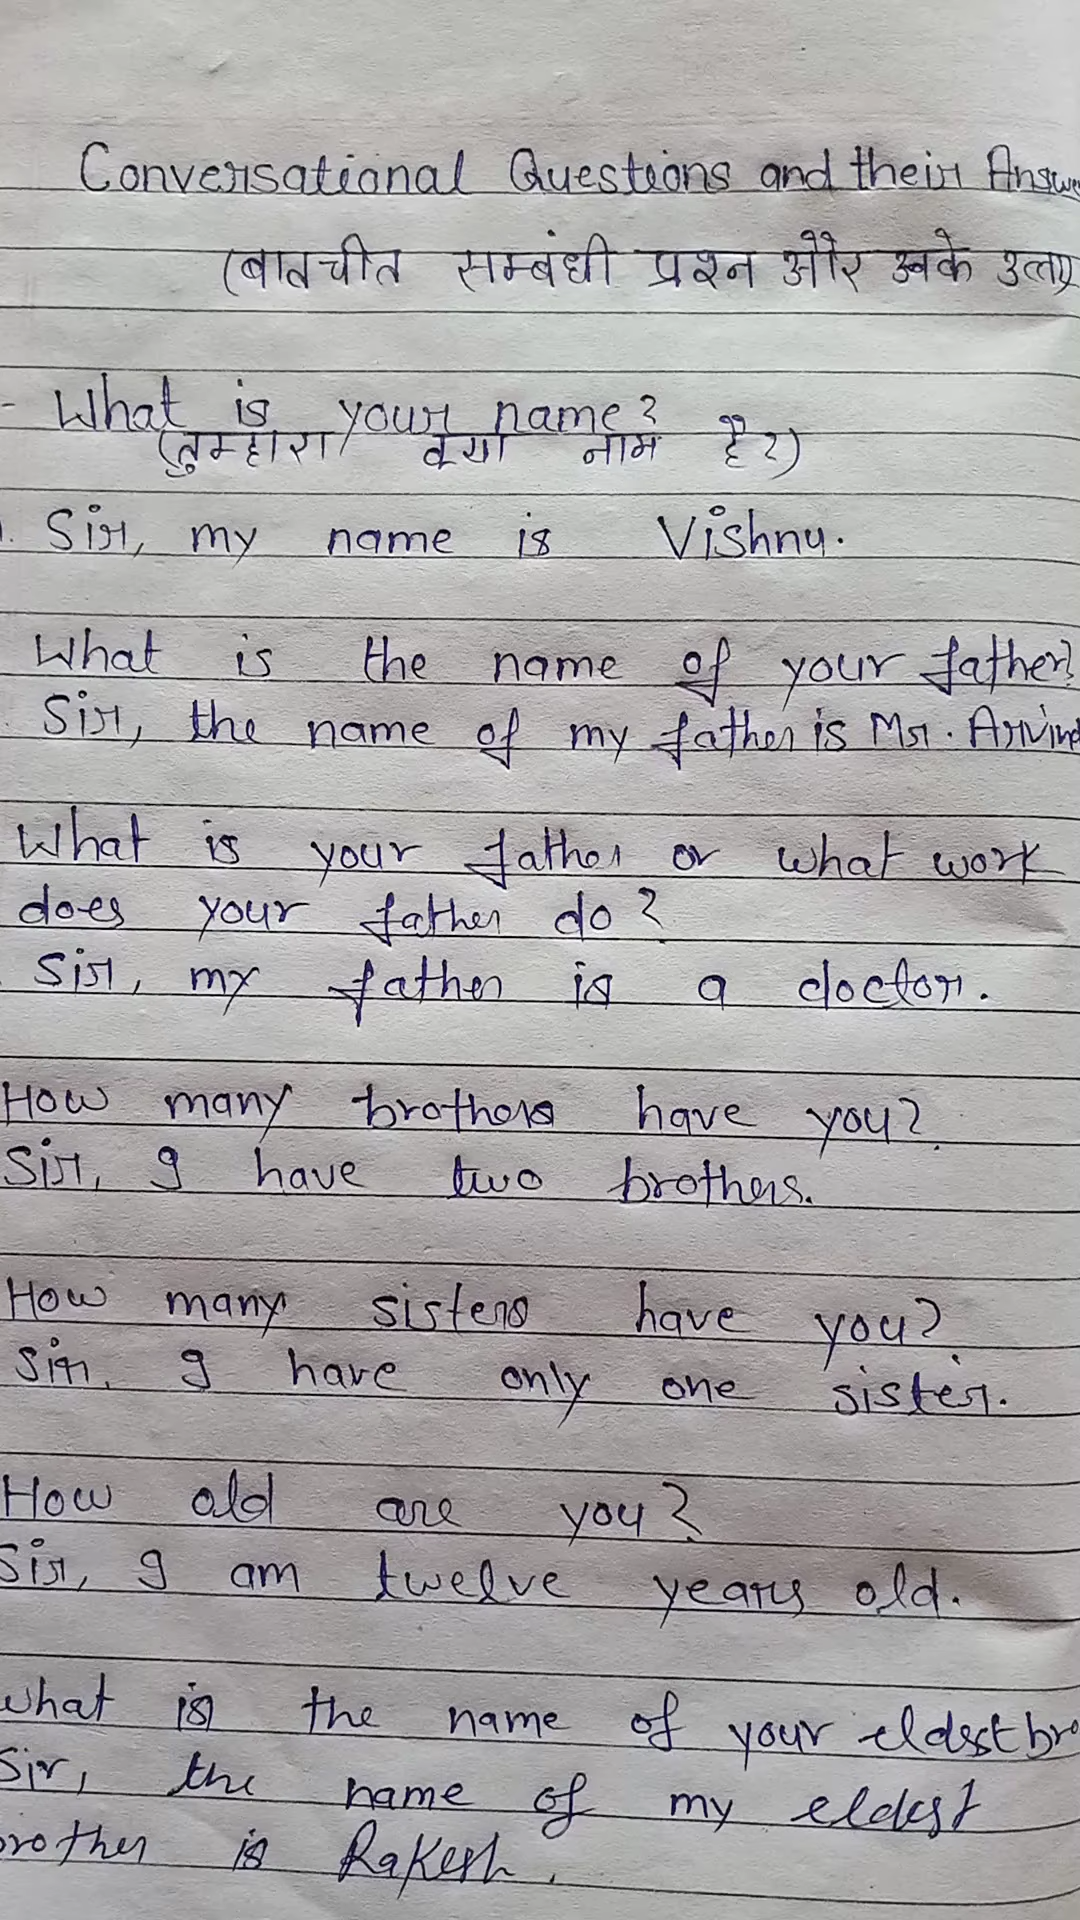 Conversational Questions and their Answe
(बातचीत सम्बंधी प्रश्न और उनके उत्तर
- What is your name?
(तुम्हारा क्या नाम है?)
Sir, my name is Vishnu.
What is the name of your father?
Sir, the name of my father is Mr. Arvind
What is your father or what work
does your father do?
Sir, my father is a doctor.
How many brothers have you?
Sir, I have two brothers.
How many sisters have you?
Sir, I have only one sister.
How old are you?
Sir, I am twelve years old.
What is the name of your eldest bro
Sir, the name of my eldest
brother is Rakesh.